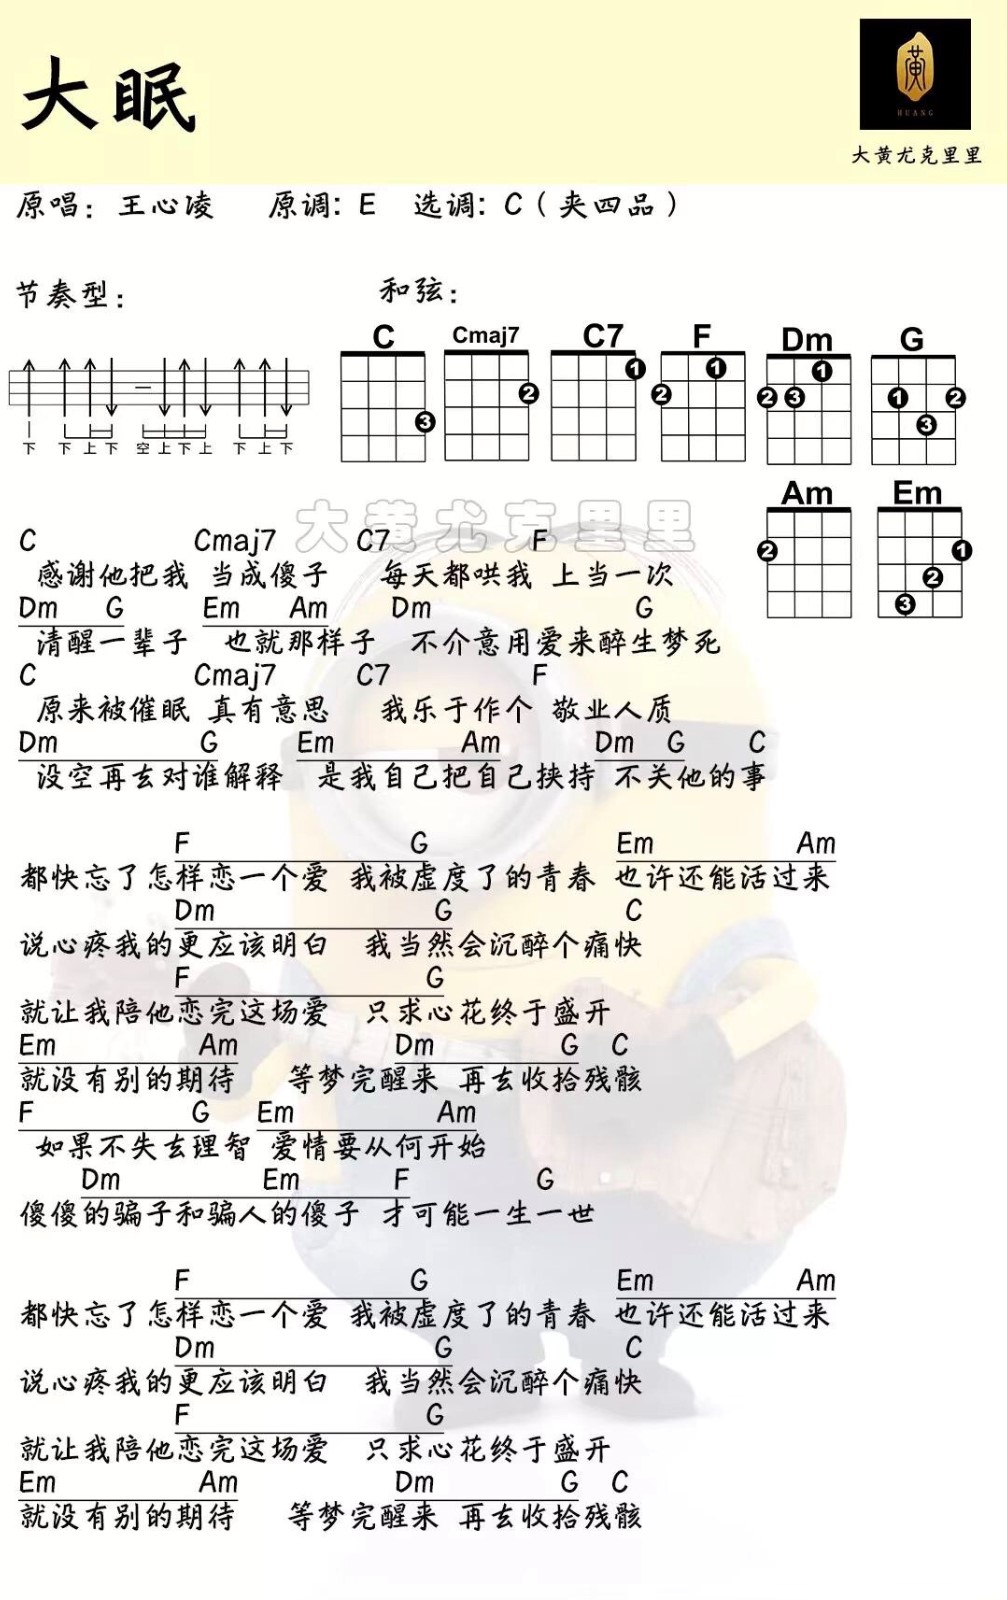 大眠
黄
HUANG
大黄尤克里里
原唱：王心凌 原调：E 选调：C（夹四品）
节奏型： 和弦：
C Cmaj7 C7 F Dm G
3 2 1 2 1 2 3 1 1 3 2
下 下 上 下 空 上 下 上 下 上 下
Am Em
2 3 2 1
大黄尤克里里
C Cmaj7 C7 F
感谢他把我 当成傻子 每天都哄我 上当一次
Dm G Em Am Dm G
清醒一辈子 也就那样子 不介意用爱来醉生梦死
C Cmaj7 C7 F
原来被催眠 真有意思 我乐于作个 敬业人质
Dm G Em Am Dm G C
没空再去对谁解释 是我自己把自己挟持 不关他的事
F G Em Am
都快忘了怎样恋一个爱 我被虚度了的青春 也许还能活过来
Dm G C
说心疼我的更应该明白 我当然会沉醉个痛快
F G
就让我陪他恋完这场爱 只求心花终于盛开
Em Am Dm G C
就没有别的期待 等梦完醒来 再去收拾残骸
F G Em Am
如果不失去理智 爱情要从何开始
Dm Em F G
傻傻的骗子和骗人的傻子 才可能一生一世
F G Em Am
都快忘了怎样恋一个爱 我被虚度了的青春 也许还能活过来
Dm G C
说心疼我的更应该明白 我当然会沉醉个痛快
F G
就让我陪他恋完这场爱 只求心花终于盛开
Em Am Dm G C
就没有别的期待 等梦完醒来 再去收拾残骸